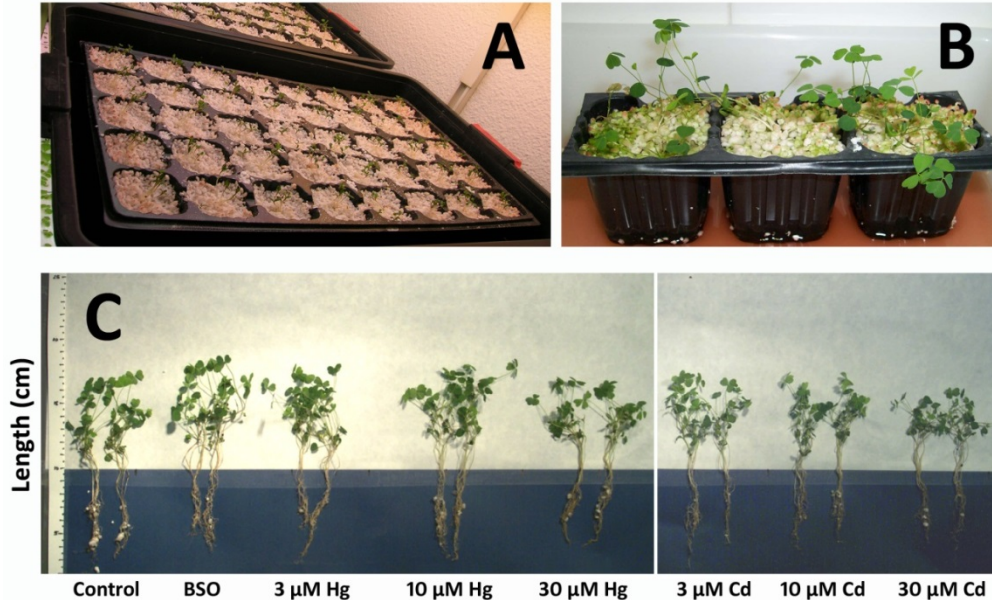 A
B
C
Length (cm)
Control BSO 3 µM Hg 10 µM Hg 30 µM Hg 3 µM Cd 10 µM Cd 30 µM Cd